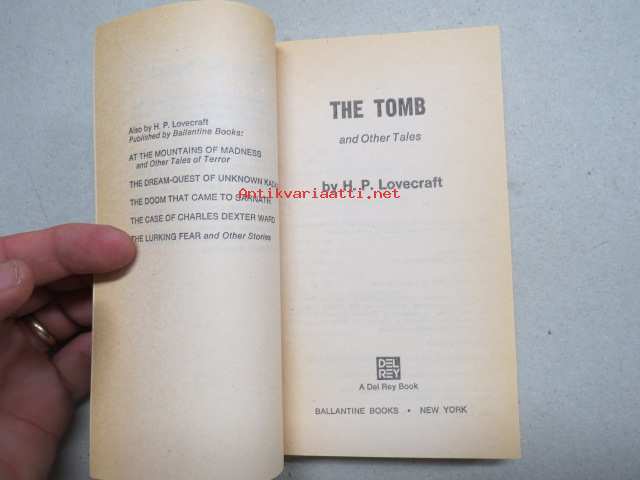 Also by H. P. Lovecraft
Published by Ballantine Books:
AT THE MOUNTAINS OF MADNESS
and Other Tales of Terror
THE DREAM-QUEST OF UNKNOWN
THE DOOM THAT CAME TO SARNATH
THE CASE OF CHARLES DEXTER WARD
THE LURKING FEAR and Other Stories
THE TOMB
and Other Tales
by H. P. Lovecraft
Antikvariaatti.net
DEL
REY
A Del Rey Book
BALLANTINE BOOKS • NEW YORK